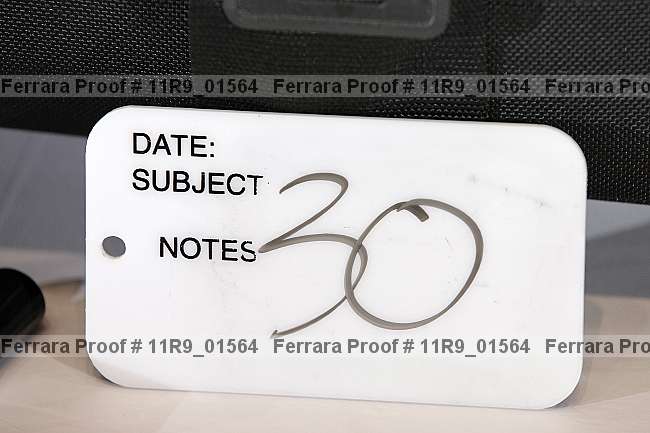 Ferrara Proof # 11R9_01564 Ferrara Proof # 11R9_01564 Ferrara Pro
DATE:
SUBJECT
30
NOTES
Ferrara Proof # 11R9_01564 Ferrara Proof # 11R9_01564 Ferrara Pro